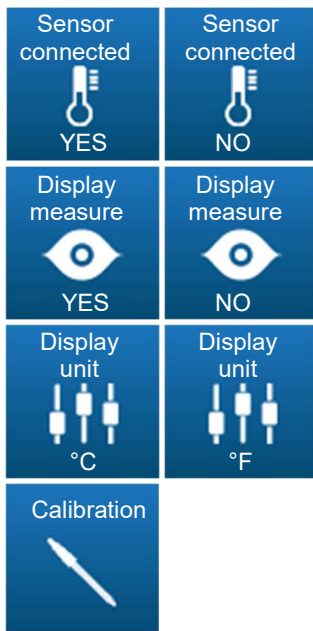 Sensor
connected
YES
Sensor
connected
NO
Display
measure
YES
Display
measure
NO
Display
unit
°C
Display
unit
°F
Calibration